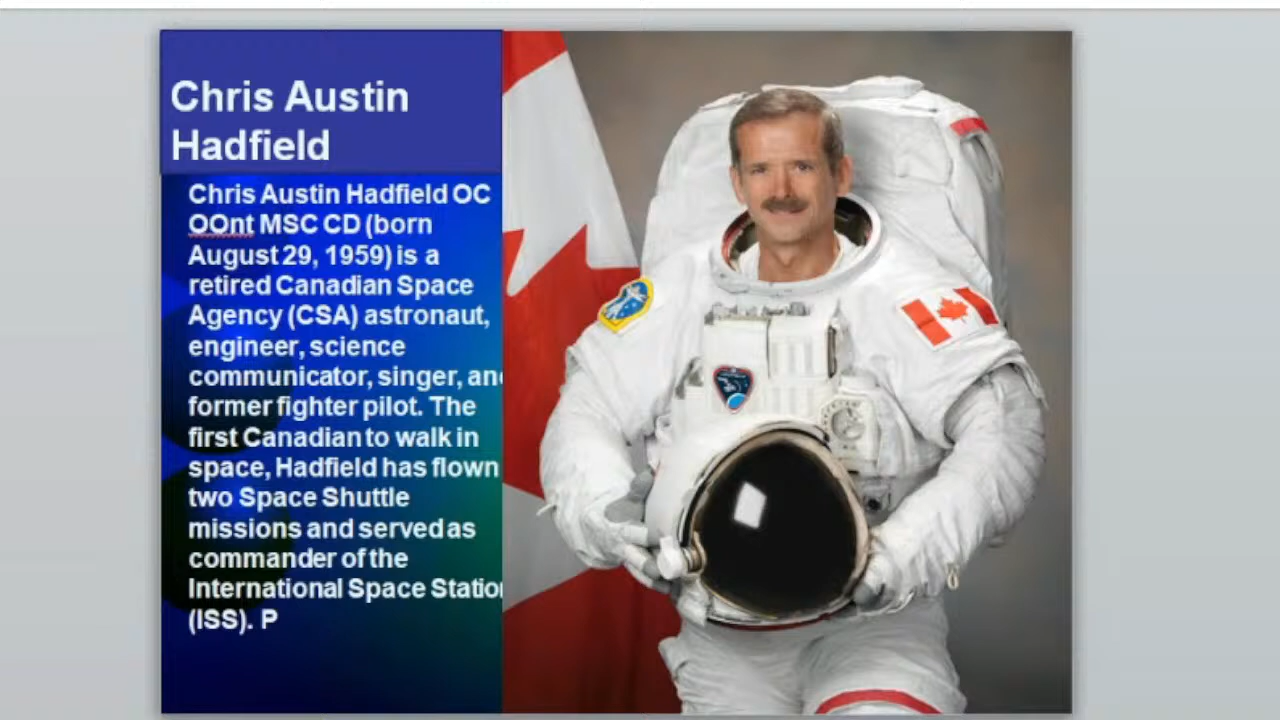 Chris Austin
Hadfield
Chris Austin Hadfield OC
OOnt MSC CD (born
August 29, 1959) is a
retired Canadian Space
Agency (CSA) astronaut,
engineer, science
communicator, singer, and
former fighter pilot. The
first Canadian to walk in
space, Hadfield has flown
two Space Shuttle
missions and served as
commander of the
International Space Station
(ISS). P